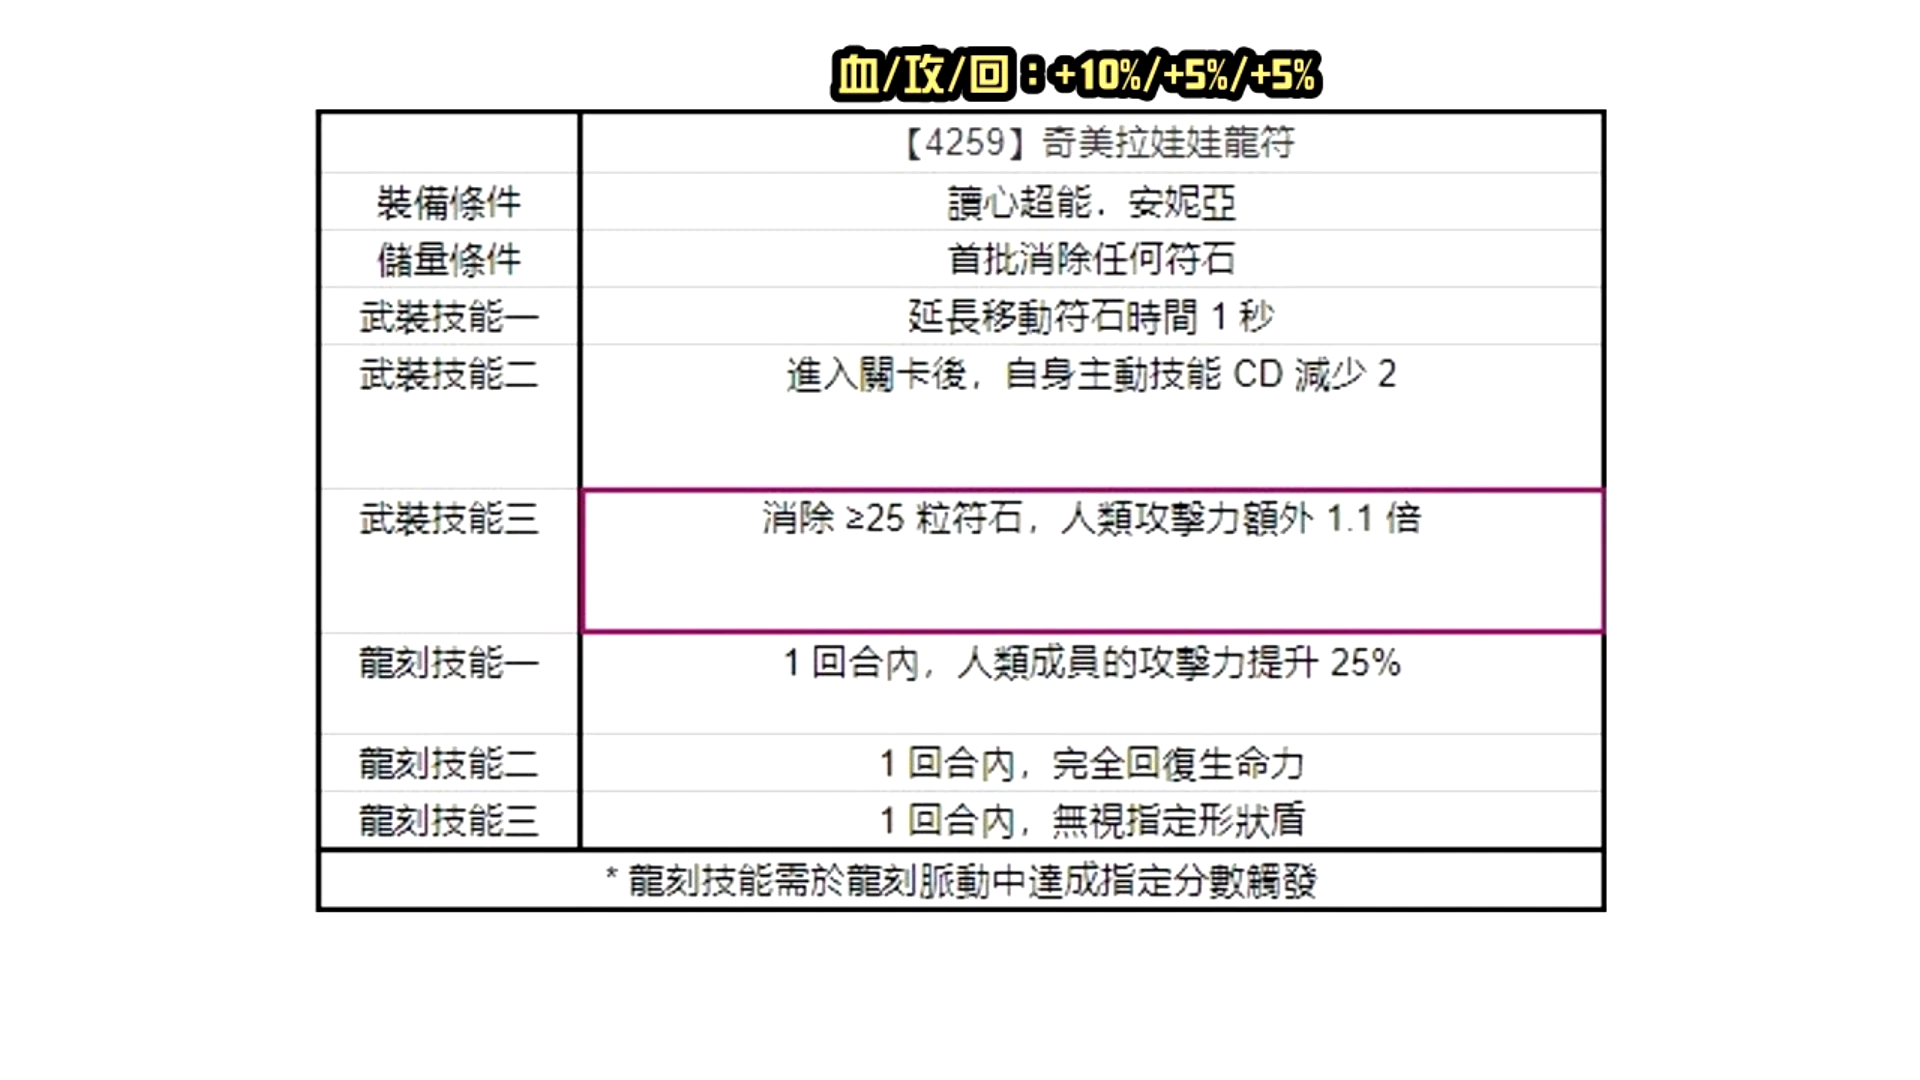 血/攻/回：+10%/+5%/+5%
【4259】奇美拉娃娃龍符
裝備條件 讀心超能．安妮亞
儲量條件 首批消除任何符石
武裝技能一 延長移動符石時間 1 秒
武裝技能二 進入關卡後，自身主動技能 CD 減少 2
武裝技能三 消除 ≥25 粒符石，人類攻擊力額外 1.1 倍
龍刻技能一 1 回合內，人類成員的攻擊力提升 25%
龍刻技能二 1 回合內，完全回復生命力
龍刻技能三 1 回合內，無視指定形狀盾
* 龍刻技能需於龍刻脈動中達成指定分數觸發